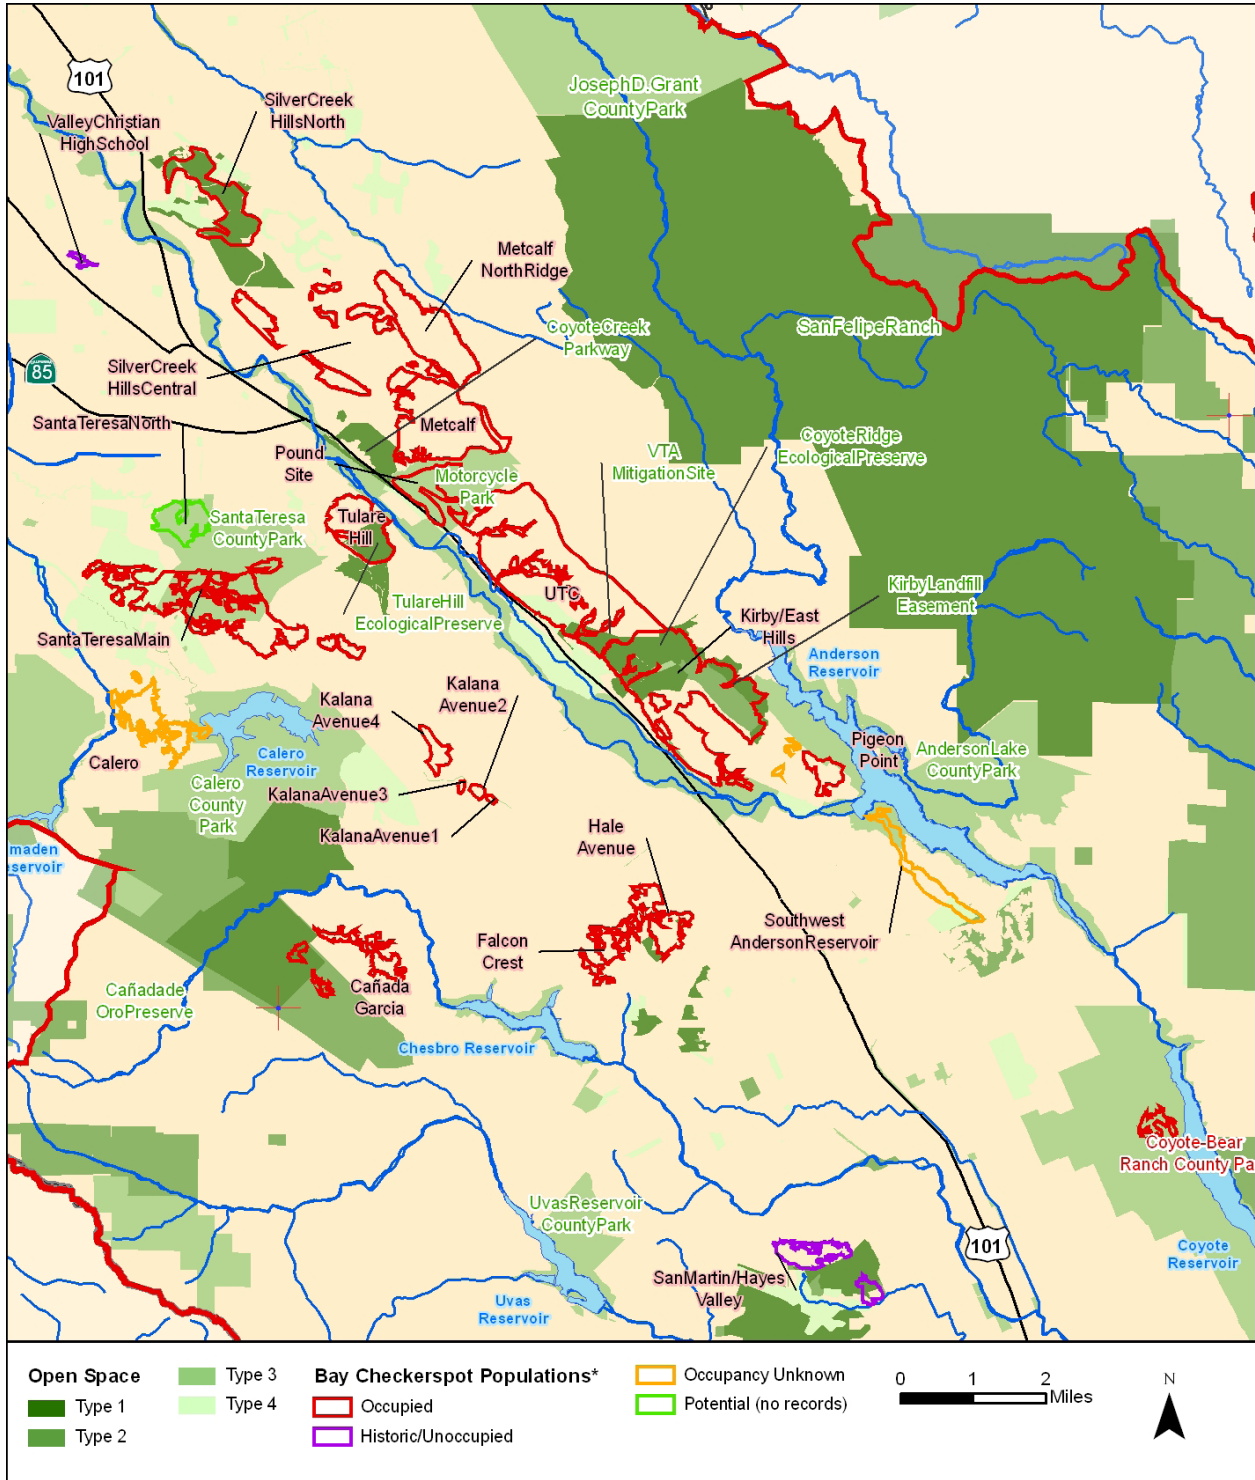 101
JosephD.Grant
CountyPark
SilverCreek
HillsNorth
ValleyChristian
HighSchool
Metcalf
NorthRidge
CoyoteCreek
Parkway
SanFelipeRanch
SilverCreek
HillsCentral
CALIFORNIA
85
SantaTeresaNorth
Metcalf
CoyoteRidge
EcologicalPreserve
VTA
MitigationSite
Pound
Site
Motorcycle
Park
SantaTeresa
CountyPark
Tulare
Hill
UTC
KirbyLandfill
Easement
TulareHill
EcologicalPreserve
Kirby/East
Hills
SantaTeresaMain
Anderson
Reservoir
Kalana
Avenue2
Kalana
Avenue4
Pigeon
Point
AndersonLake
CountyPark
Calero
Calero
Reservoir
Calero
County
Park
KalanaAvenue3
KalanaAvenue1
Hale
Avenue
maden
eservoir
Southwest
AndersonReservoir
Falcon
Crest
Cañada
Garcia
Cañadade
OroPreserve
Chesbro Reservoir
Coyote-Bear
Ranch County Pa
UvasReservoir
CountyPark
101
Coyote
Reservoir
SanMartin/Hayes
Valley
Uvas
Reservoir
Open Space
Type 1
Type 2
Type 3
Type 4
Bay Checkerspot Populations*
Occupied
Historic/Unoccupied
Occupancy Unknown
Potential (no records)
0 1 2
Miles
N